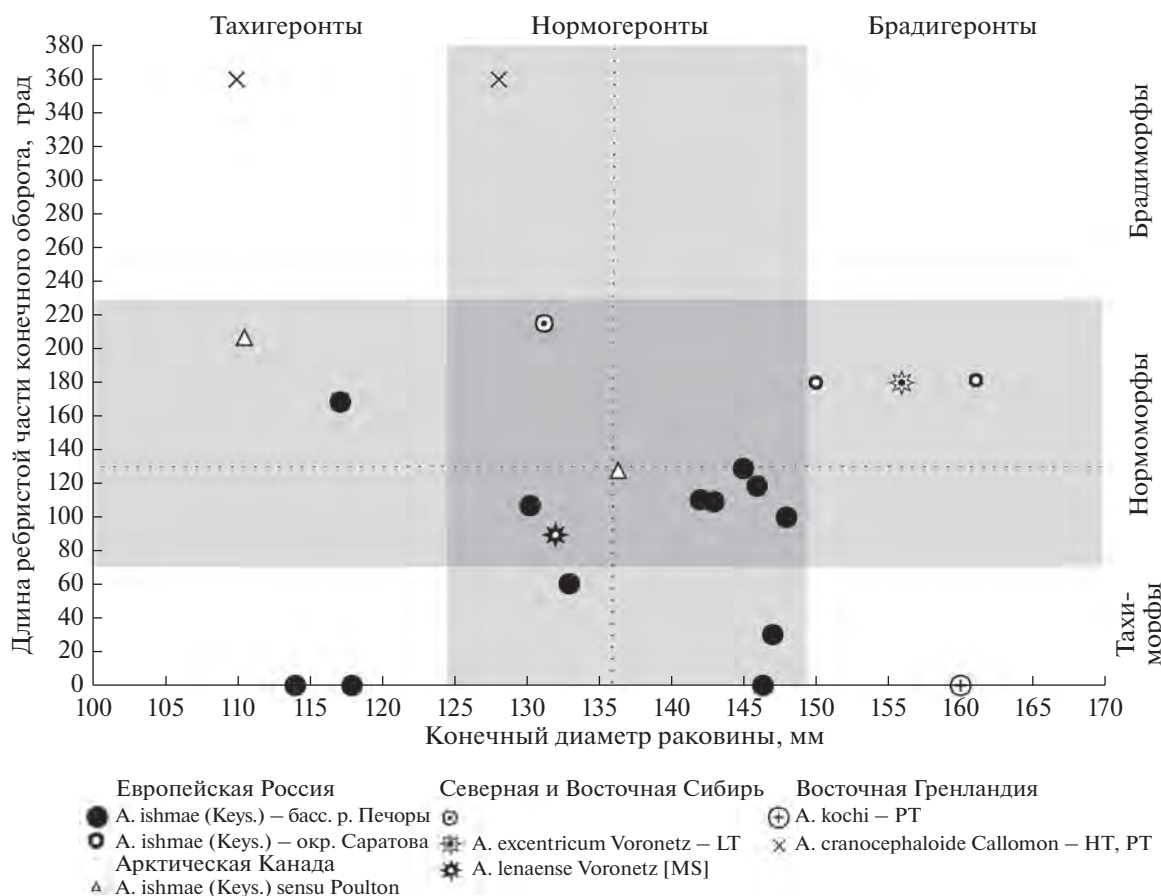 Тахигеронты Нормогеронты Брадигеронты
Длина ребристой части конечного оборота, град
380
360
340
320
300
280
260
240
220
200
180
160
140
120
100
80
60
40
20
0
Брадиморфы
Нормоморфы
Тахи-
морфы
100 105 110 115 120 125 130 135 140 145 150 155 160 165 170
Конечный диаметр раковины, мм
Европейская Россия
A. ishmae (Keys.) – басс. р. Печоры
A. ishmae (Keys.) – окр. Саратова
Арктическая Канада
A. ishmae (Keys.) sensu Poulton
Северная и Восточная Сибирь
A. excentricum Voronetz – LT
A. lenaense Voronetz [MS]
Восточная Гренландия
A. kochi – PT
A. cranocephaloide Callomon – HT, PT